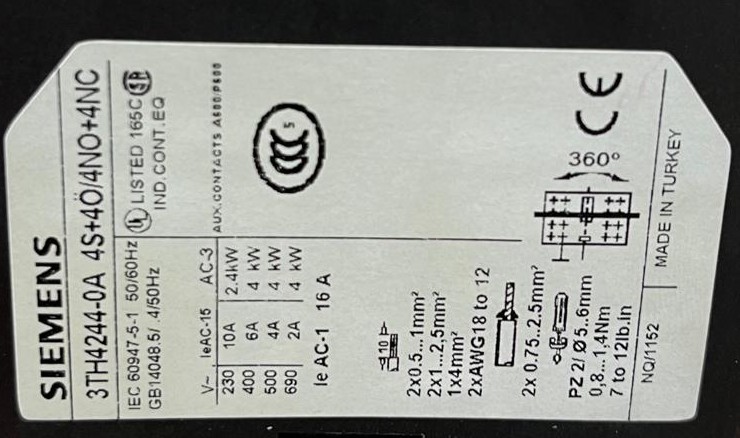 SIEMENS
3TH4244-0A 4S+4Ö/4NO+4NC
IEC 60947-5-1 50/60Hz
GB14048.5/ .4/50Hz
UL LISTED 165C SA
IND.CONT.EQ
AUX.CONTACTS A600/P600
V~ IeAC-15 AC-3
230 10A 2.4kW
400 6A 4 kW
500 4A 4 kW
690 2A 4 kW
Ie AC-1 16 A
CCC S
10
2x0.5...1mm²
2x1...2,5mm²
1x4mm²
2xAWG18 to 12
2x 0.75..2.5mm²
PZ 2/ Ø5..6mm
0,8...1,4Nm
7 to 12lb.in
360°
CE
NQ/1152
MADE IN TURKEY